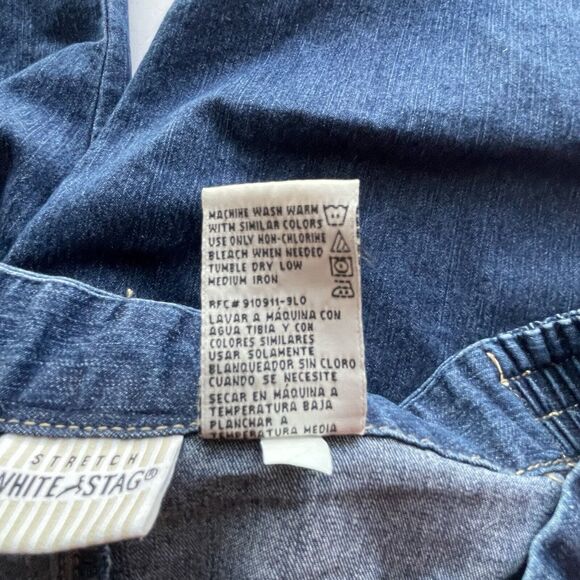 MACHINE WASH WARM
WITH SIMILAR COLORS
USE ONLY NON-CHLORINE
BLEACH WHEN NEEDED
TUMBLE DRY LOW
MEDIUM IRON
RFC# 910911-9L0
LAVAR A MÁQUINA CON
AGUA TIBIA Y CON
COLORES SIMILARES
USAR SOLAMENTE
BLANQUEADOR SIN CLORO
CUANDO SE NECESITE
SECAR EN MÁQUINA A
TEMPERATURA BAJA
PLANCHAR A
TEMPERATURA MEDIA
STRETCH
WHITE STAG®